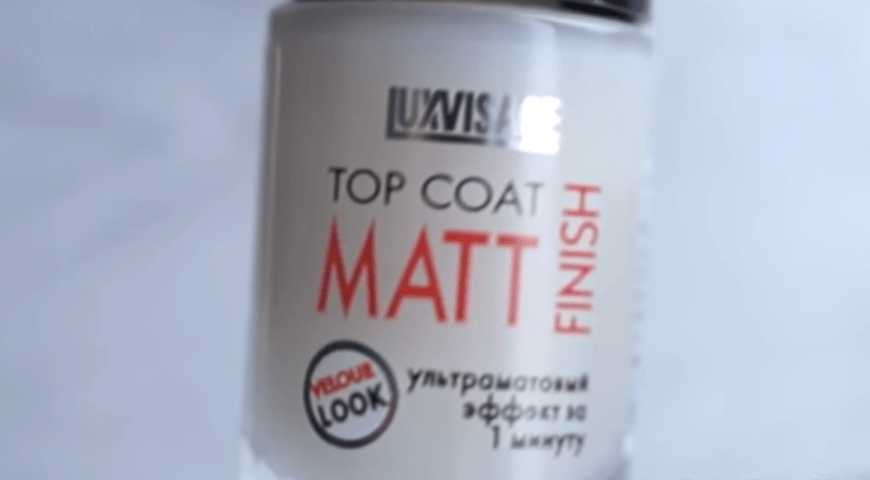 LUXVISAGE
TOP COAT
MATT
FINISH
VELOUR
LOOK
ультраматовый
эффект за
1 минуту